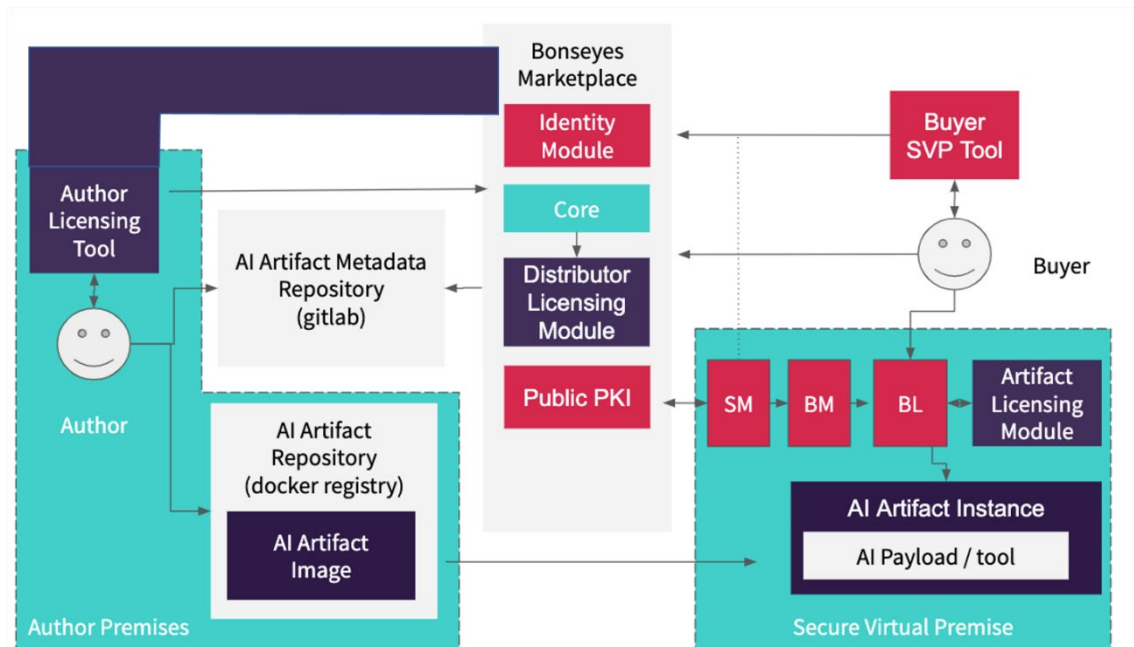 Bonseyes
Marketplace
Identity
Module
Core
Distributor
Licensing
Module
Public PKI
Author
Licensing
Tool
Author
AI Artifact Metadata
Repository
(gitlab)
AI Artifact
Repository
(docker registry)
AI Artifact
Image
Author Premises
Buyer
SVP Tool
Buyer
SM
BM
BL
Artifact
Licensing
Module
AI Artifact Instance
AI Payload / tool
Secure Virtual Premise